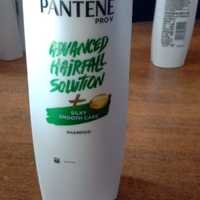 PANTENE
PRO-V
ADVANCED
HAIRFALL
SOLUTION
+
SILKY
SMOOTH CARE
SHAMPOO